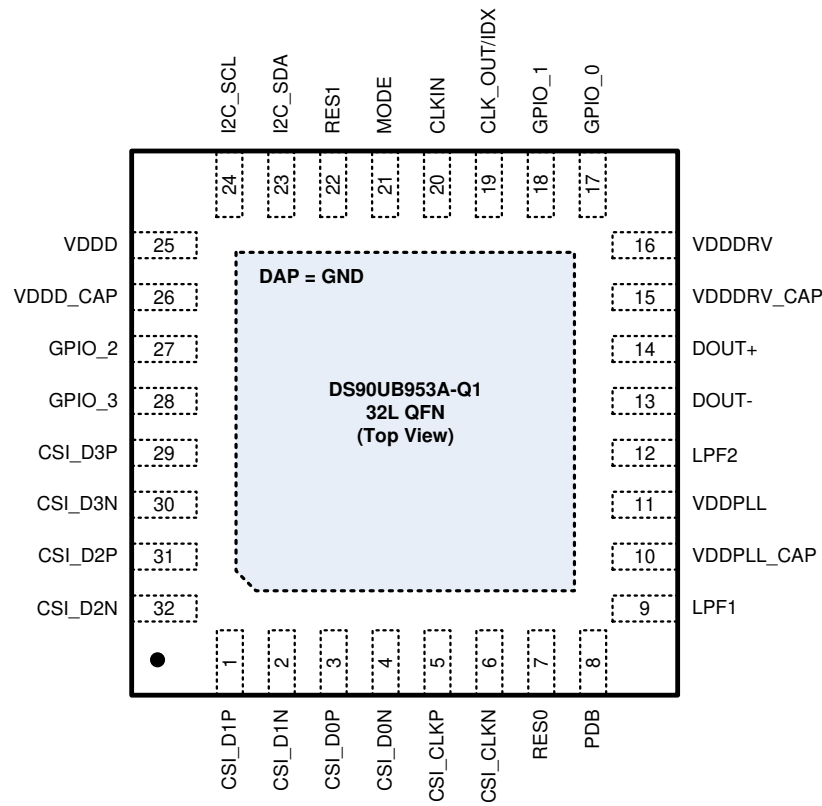 I2C_SCL
I2C_SDA
RES1
MODE
CLKIN
CLK_OUT/IDX
GPIO_1
GPIO_0
24
23
22
21
20
19
18
17
VDDD 25
VDDD_CAP 26
GPIO_2 27
GPIO_3 28
CSI_D3P 29
CSI_D3N 30
CSI_D2P 31
CSI_D2N 32
DAP = GND
DS90UB953A-Q1
32L QFN
(Top View)
16 VDDDRV
15 VDDDRV_CAP
14 DOUT+
13 DOUT-
12 LPF2
11 VDDPLL
10 VDDPLL_CAP
9 LPF1
1
2
3
4
5
6
7
8
CSI_D1P
CSI_D1N
CSI_D0P
CSI_D0N
CSI_CLKP
CSI_CLKN
RES0
PDB